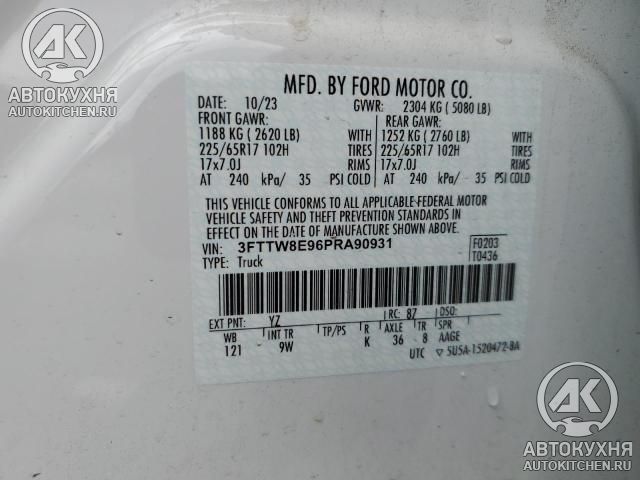 MFD. BY FORD MOTOR CO.
DATE: 10/23 GVWR: 2304 KG ( 5080 LB)
FRONT GAWR: REAR GAWR:
1188 KG ( 2620 LB) WITH 1252 KG ( 2760 LB) WITH
225/65R17 102H TIRES 225/65R17 102H TIRES
17x7.0J RIMS 17x7.0J RIMS
AT 240 kPa/ 35 PSI COLD AT 240 kPa/ 35 PSI COLD
THIS VEHICLE CONFORMS TO ALL APPLICABLE FEDERAL MOTOR
VEHICLE SAFETY AND THEFT PREVENTION STANDARDS IN
EFFECT ON THE DATE OF MANUFACTURE SHOWN ABOVE.
VIN: 3FTTW8E96PRA90931 F0203
TYPE: Truck T0436
EXT PNT: YZ RC: 87 DSO:
WB INT TR TP/PS R AXLE TR SPR
121 9W K 36 8 AAGE
UTC ▽ 5U5A-1520472-BA
AK
АВТОКУХНЯ
AUTOKITCHEN.RU
AK
АВТОКУХНЯ
AUTOKITCHEN.RU